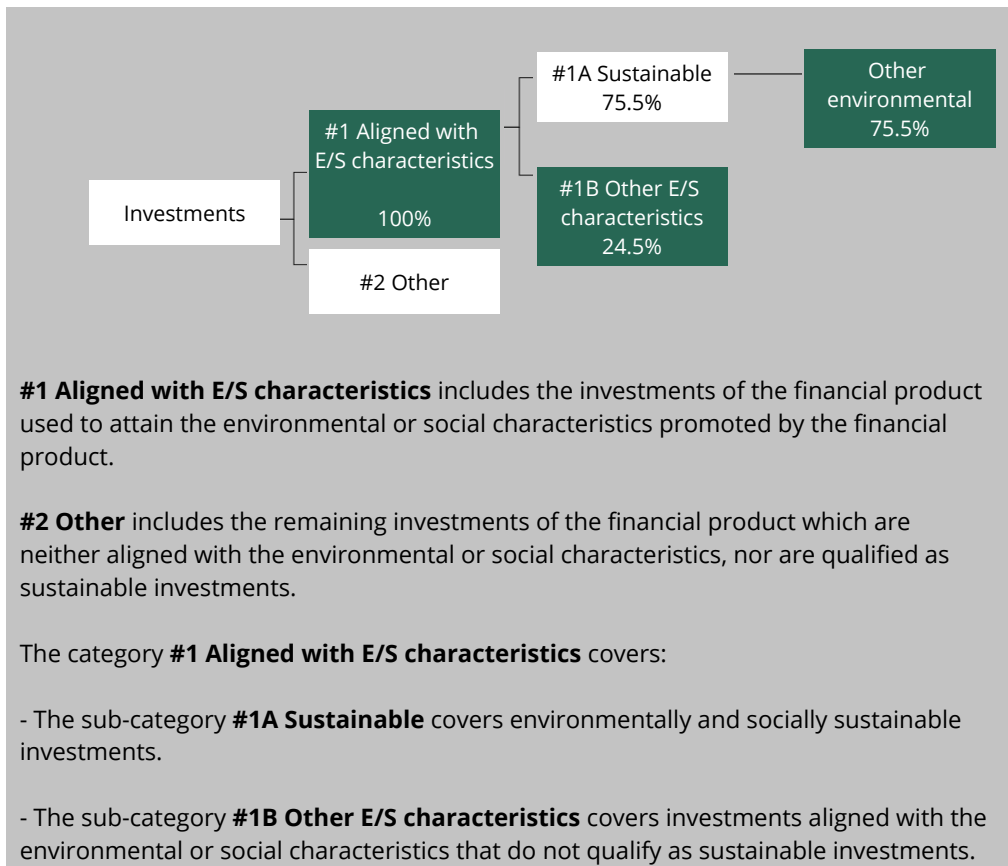 #1A Sustainable
75.5%
Other
environmental
75.5%
#1 Aligned with
E/S characteristics
100%
#1B Other E/S
characteristics
24.5%
Investments
#2 Other
#1 Aligned with E/S characteristics includes the investments of the financial product
used to attain the environmental or social characteristics promoted by the financial
product.
#2 Other includes the remaining investments of the financial product which are
neither aligned with the environmental or social characteristics, nor are qualified as
sustainable investments.
The category #1 Aligned with E/S characteristics covers:
- The sub-category #1A Sustainable covers environmentally and socially sustainable
investments.
- The sub-category #1B Other E/S characteristics covers investments aligned with the
environmental or social characteristics that do not qualify as sustainable investments.